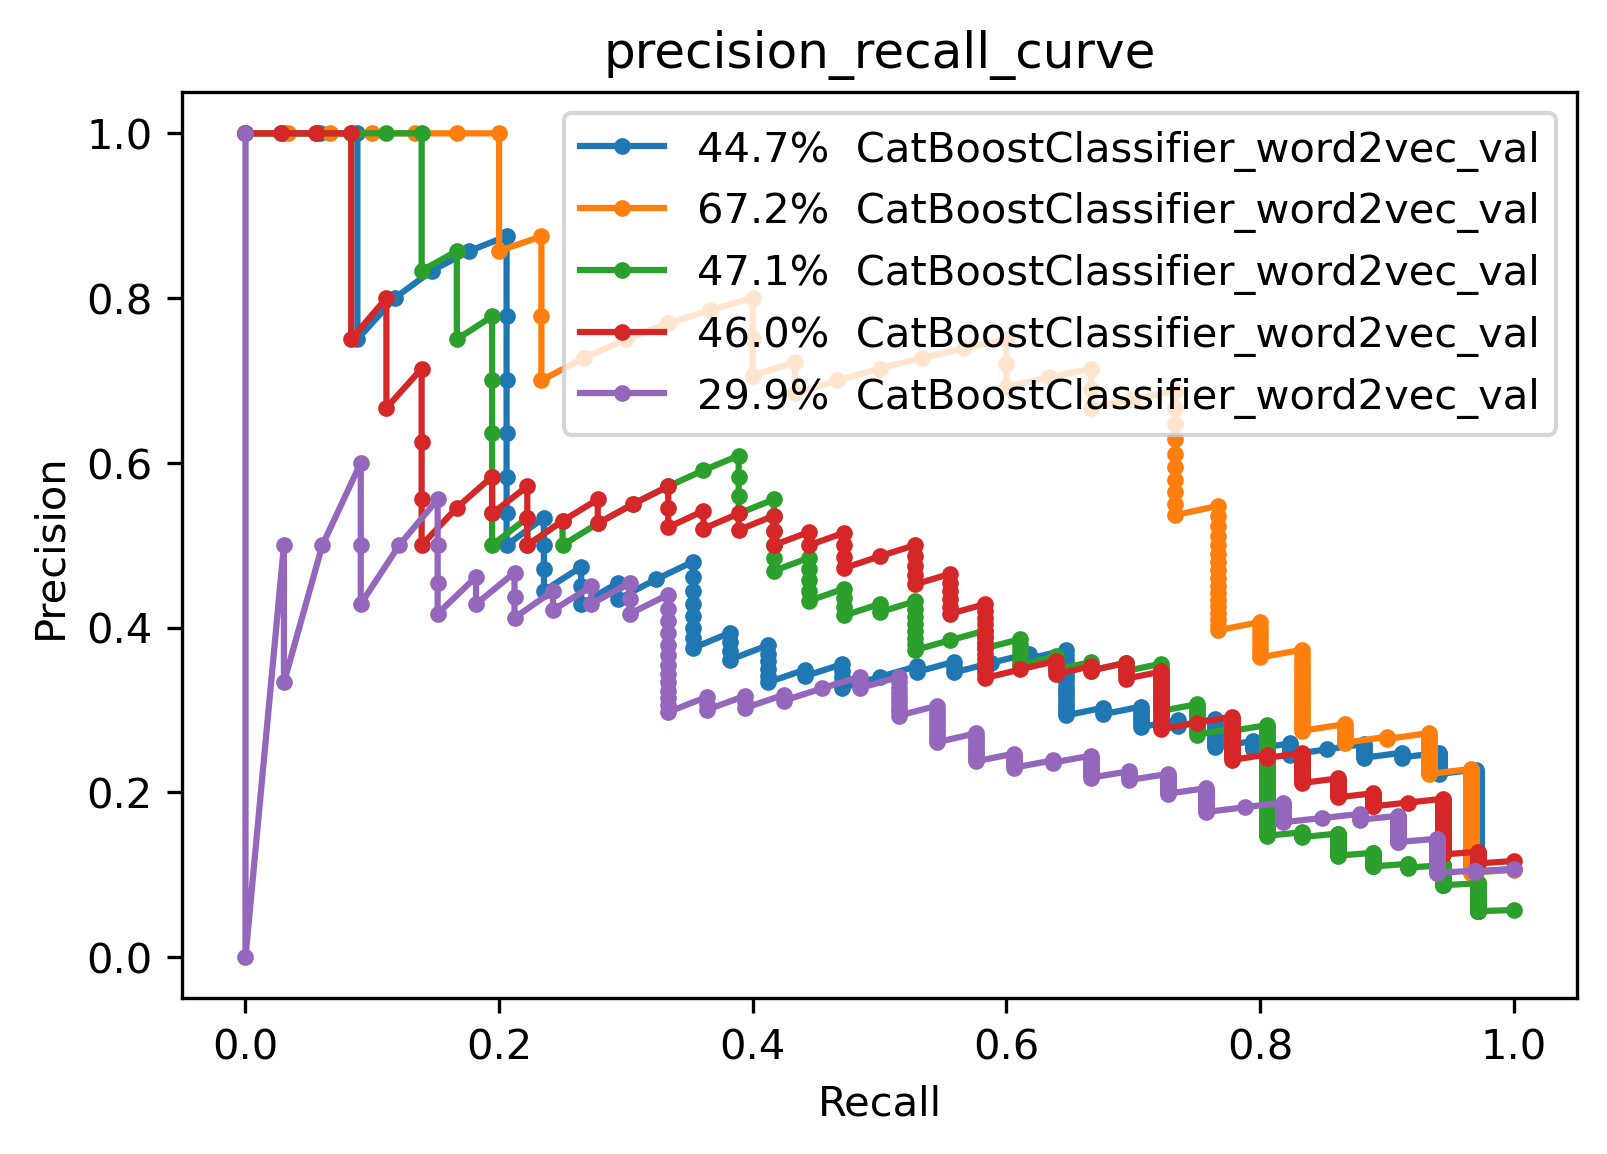 precision_recall_curve
44.7% CatBoostClassifier_word2vec_val
67.2% CatBoostClassifier_word2vec_val
47.1% CatBoostClassifier_word2vec_val
46.0% CatBoostClassifier_word2vec_val
29.9% CatBoostClassifier_word2vec_val
Precision
1.0
0.8
0.6
0.4
0.2
0.0
0.0 0.2 0.4 0.6 0.8 1.0
Recall